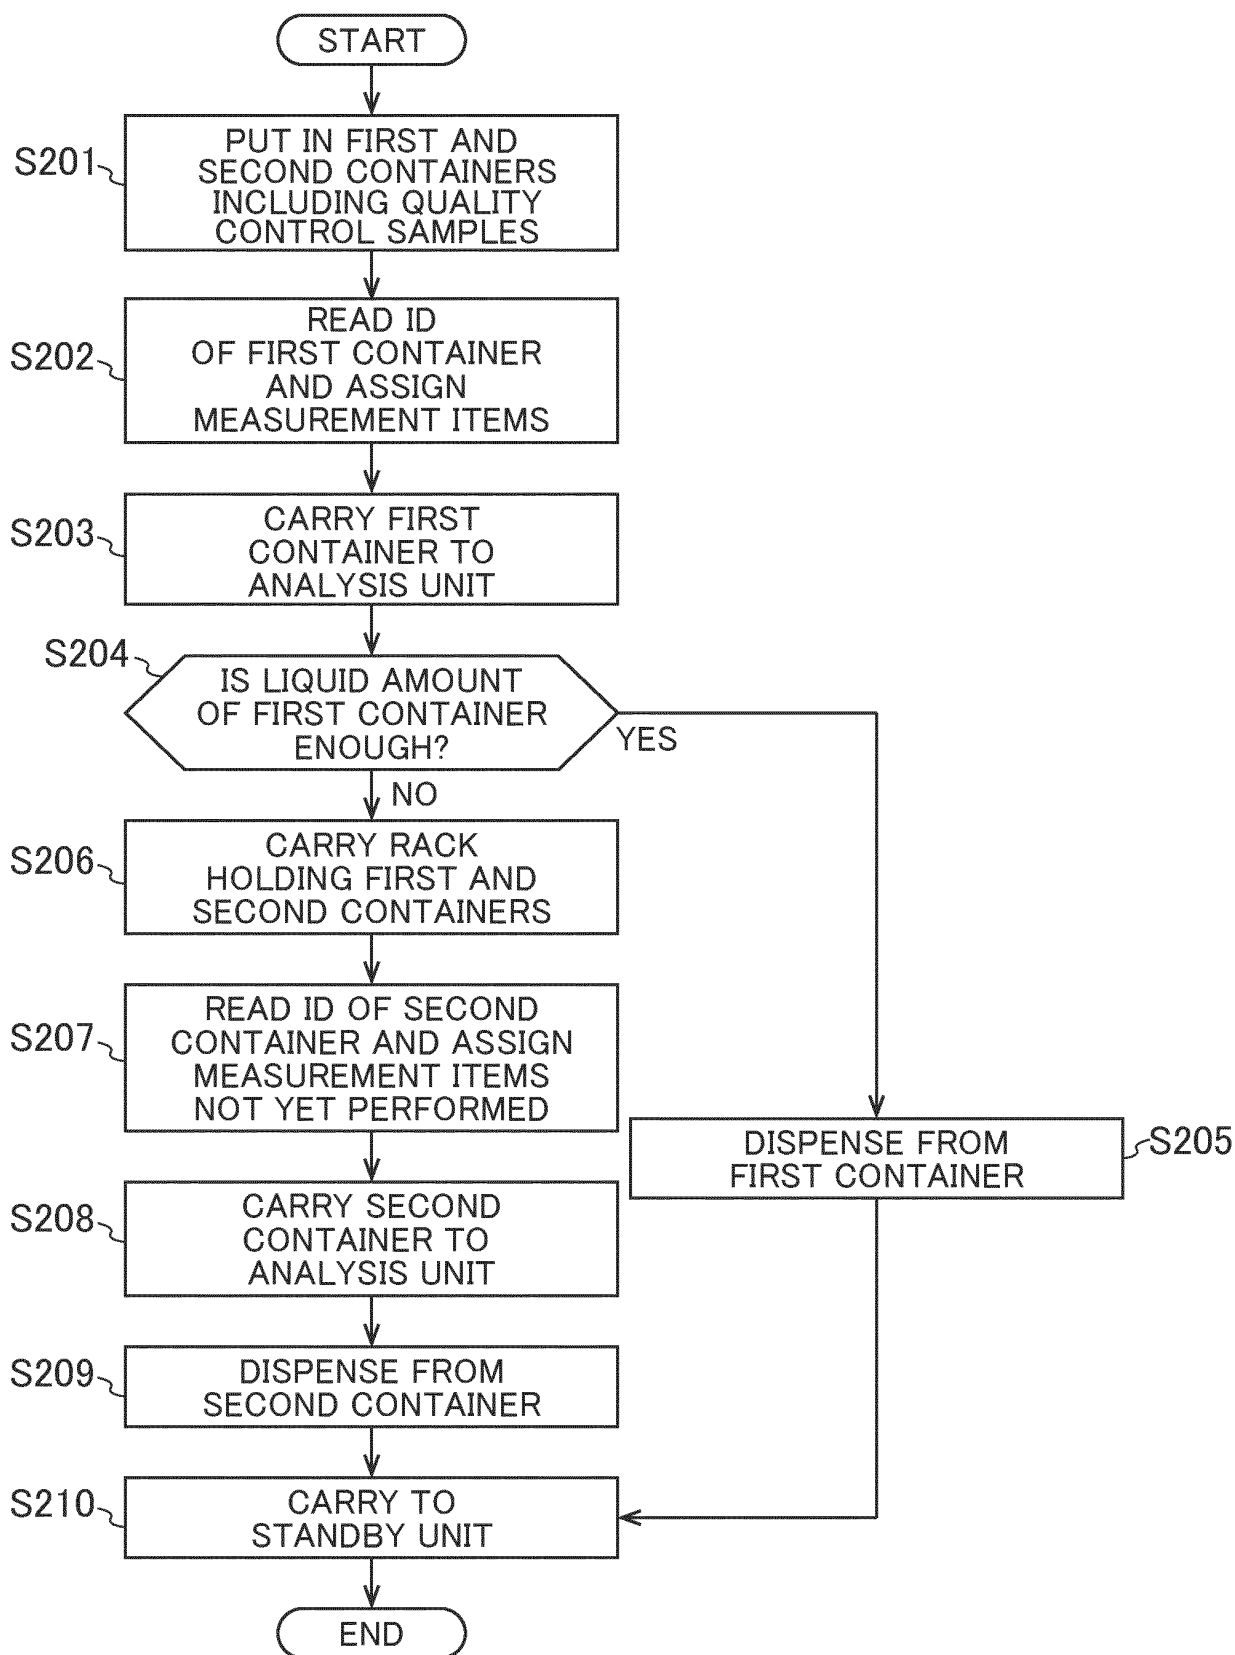 START
S201
PUT IN FIRST AND
SECOND CONTAINERS
INCLUDING QUALITY
CONTROL SAMPLES
S202
READ ID
OF FIRST CONTAINER
AND ASSIGN
MEASUREMENT ITEMS
S203
CARRY FIRST
CONTAINER TO
ANALYSIS UNIT
S204
IS LIQUID AMOUNT
OF FIRST CONTAINER
ENOUGH?
YES
NO
S206
CARRY RACK
HOLDING FIRST AND
SECOND CONTAINERS
S207
READ ID OF SECOND
CONTAINER AND ASSIGN
MEASUREMENT ITEMS
NOT YET PERFORMED
DISPENSE FROM
FIRST CONTAINER
S205
S208
CARRY SECOND
CONTAINER TO
ANALYSIS UNIT
S209
DISPENSE FROM
SECOND CONTAINER
S210
CARRY TO
STANDBY UNIT
END